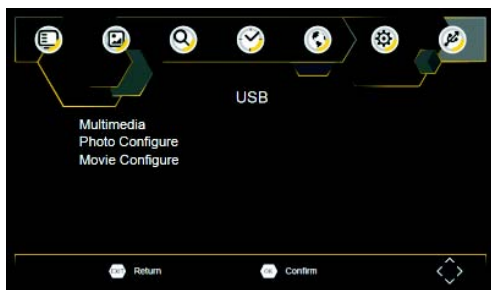 USB
Multimedia
Photo Configure
Movie Configure
EXIT Return OK Confirm